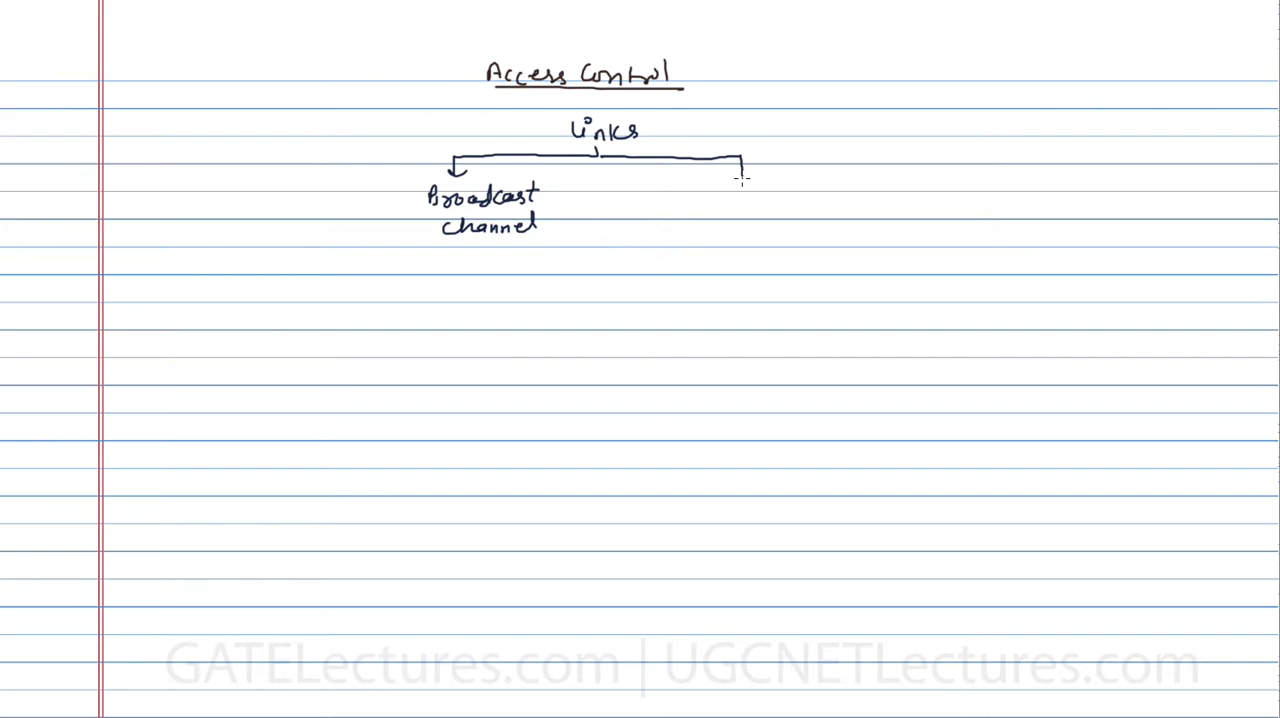 Access Control
Links
Broadcast
channel
GATELectures.com | UGCNETLectures.com